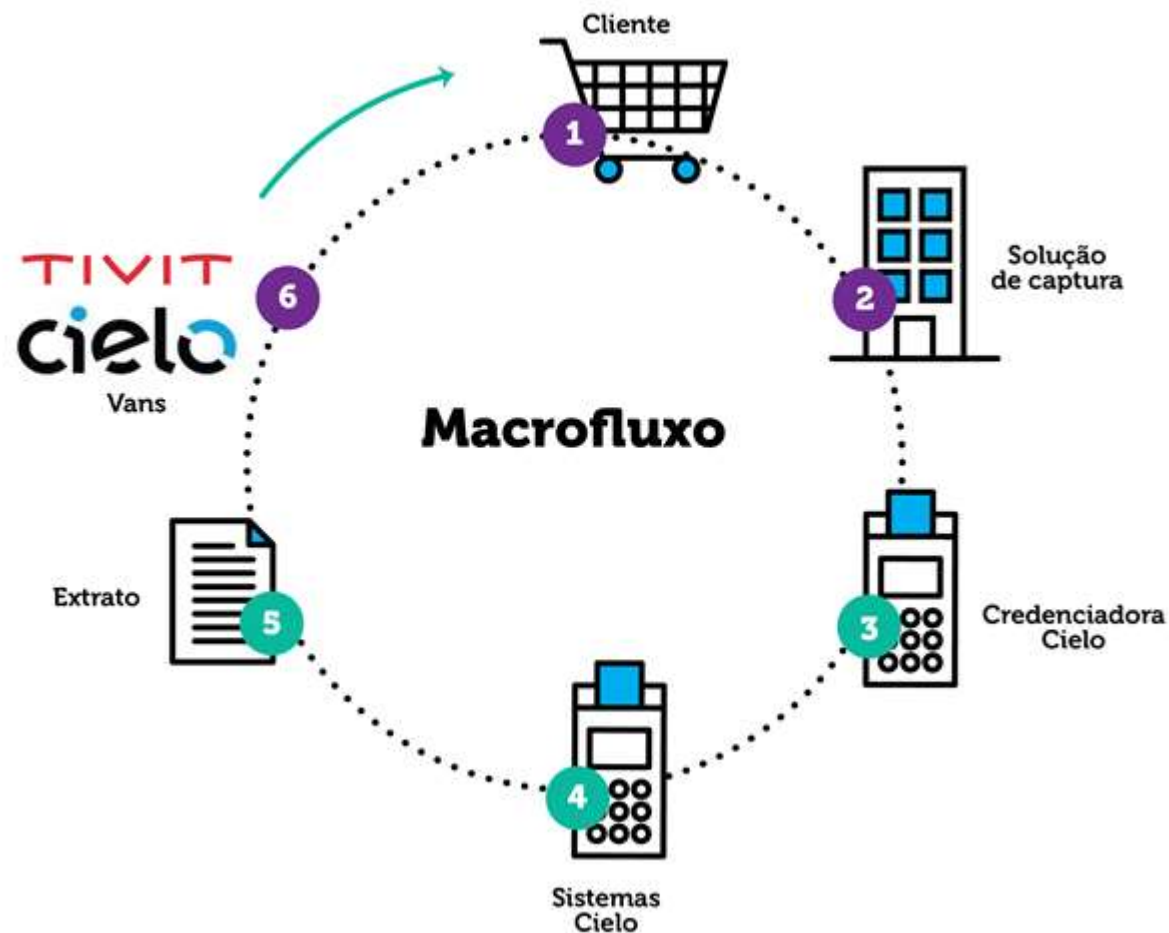 Cliente
1
Solução
de captura
2
Credenciadora
Cielo
3
Sistemas
Cielo
4
Extrato
5
TIVIT
cielo
Vans
6
Macrofluxo